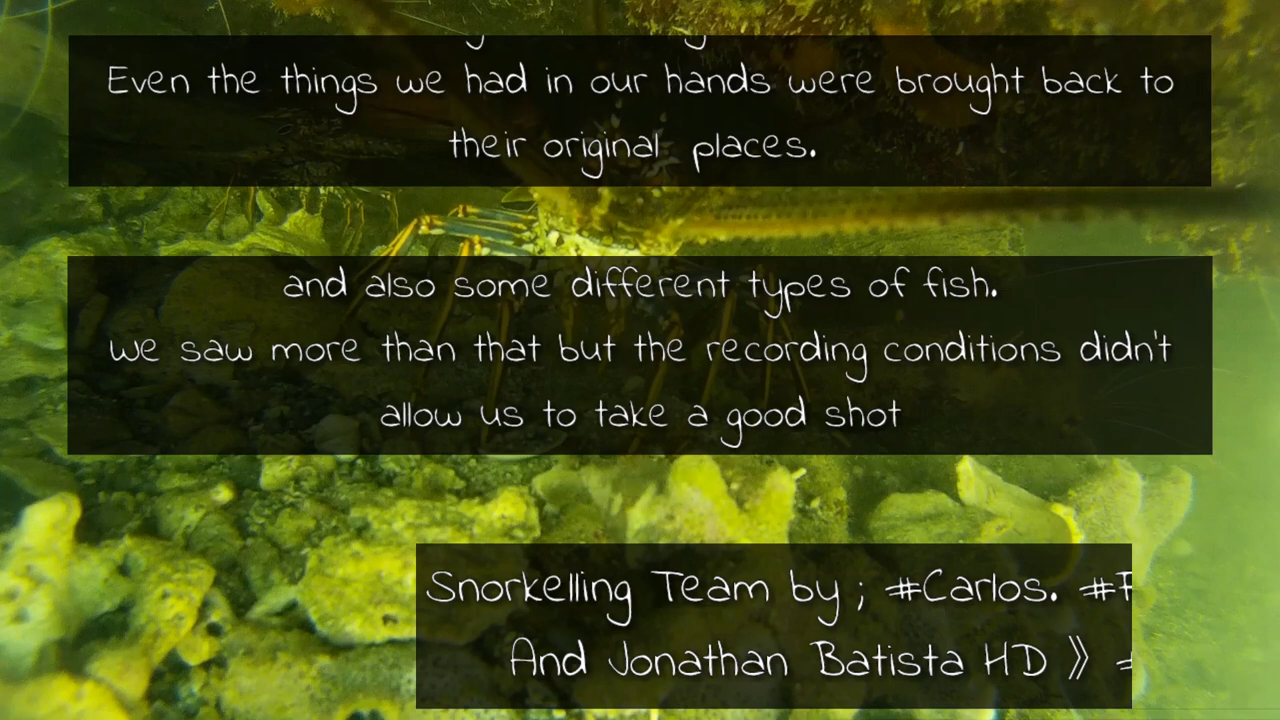 Even the things we had in our hands were brought back to
their original places.
and also some different types of fish.
we saw more than that but the recording conditions didn't
allow us to take a good shot
Snorkelling Team by ; #Carlos.
And Jonathan Batista HD 》